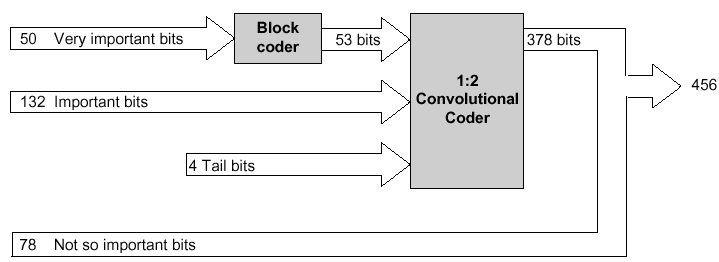 50 Very important bits
Block
coder
53 bits
378 bits
132 Important bits
1:2
Convolutional
Coder
456
4 Tail bits
78 Not so important bits